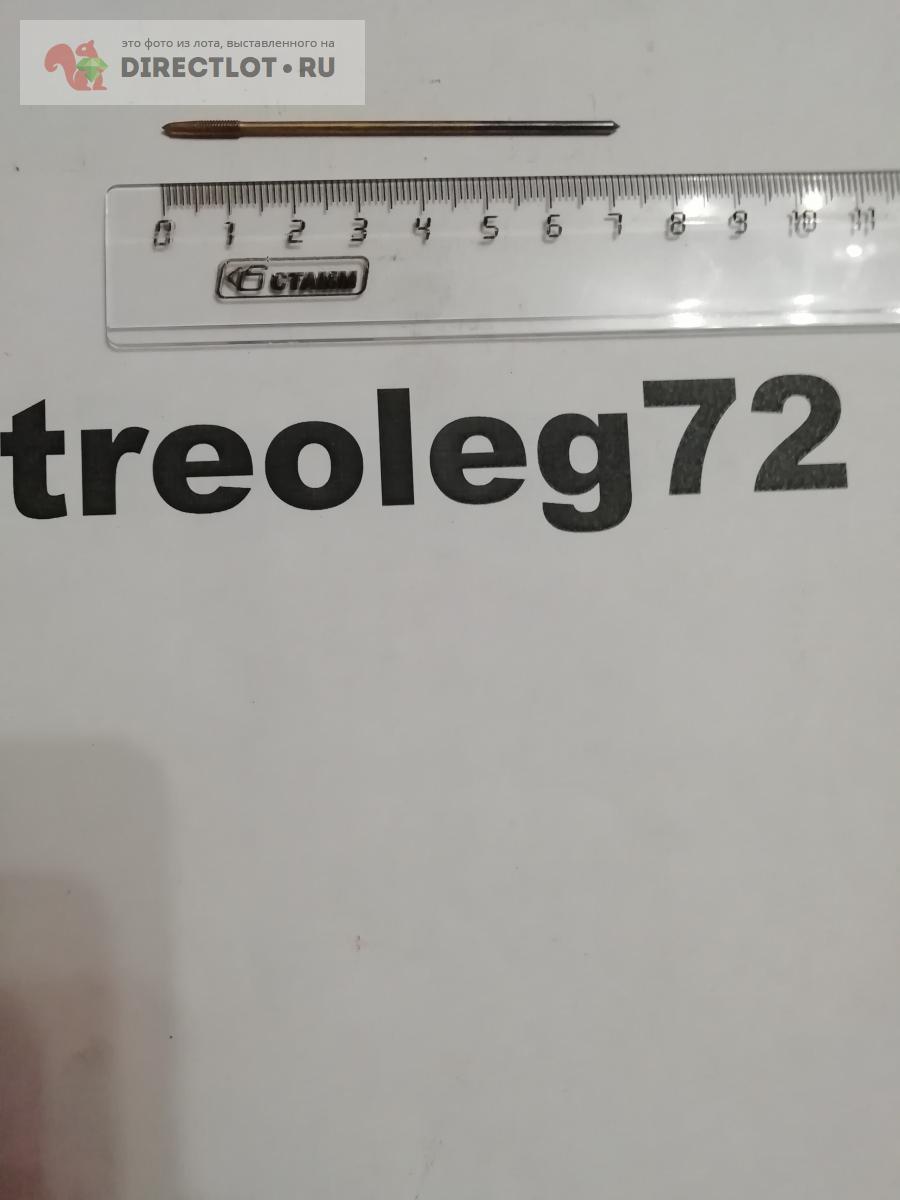 это фото из лота, выставленного на
DIRECTLOT•RU
0 1 2 3 4 5 6 7 8 9 10 11
СТАММ
treoleg72